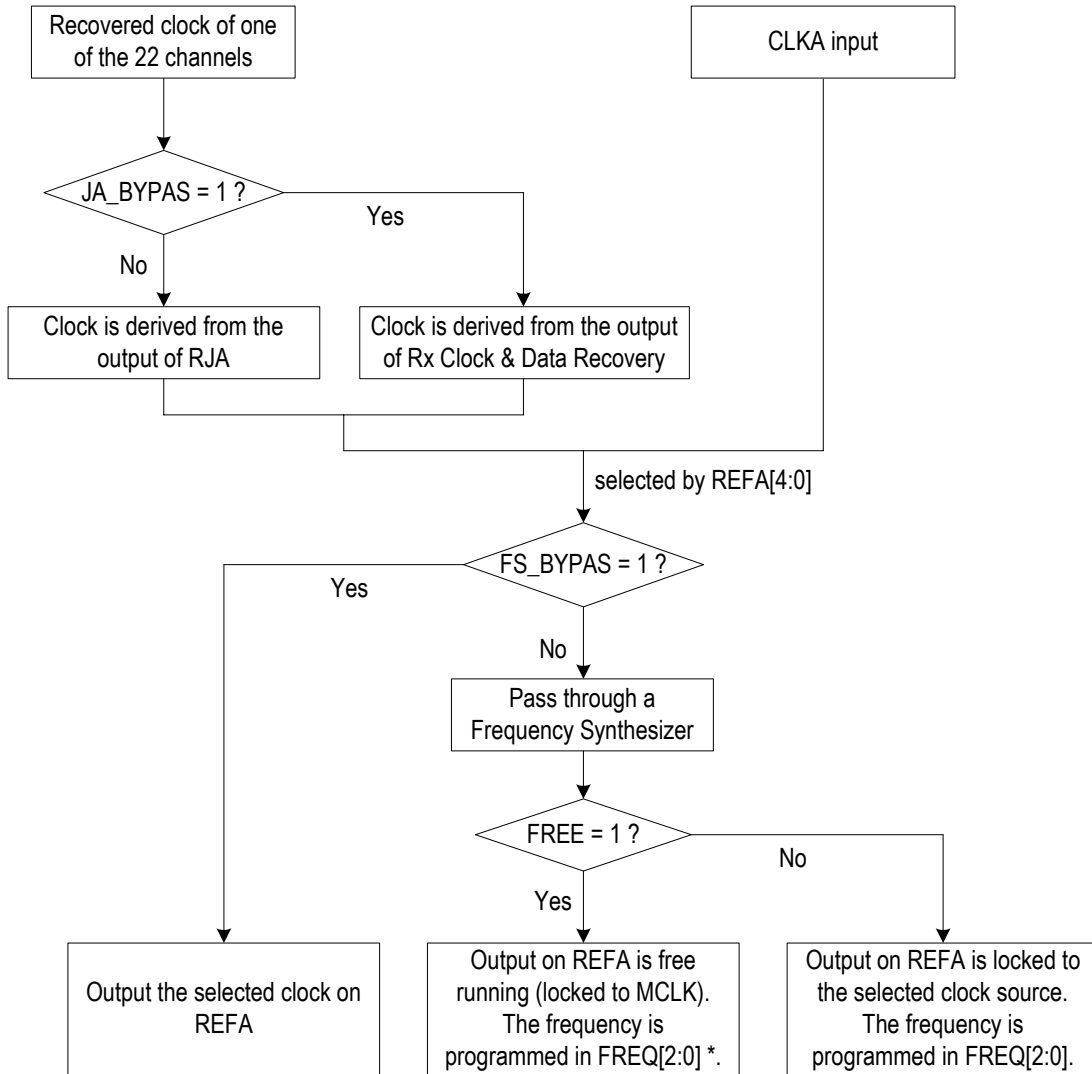 Recovered clock of one
of the 22 channels
CLKA input
JA_BYPAS = 1 ?
Yes
No
Clock is derived from the
output of RJA
Clock is derived from the output
of Rx Clock & Data Recovery
selected by REFA[4:0]
FS_BYPAS = 1 ?
Yes
No
Pass through a
Frequency Synthesizer
FREE = 1 ?
No
Yes
Output the selected clock on
REFA
Output on REFA is free
running (locked to MCLK).
The frequency is
programmed in FREQ[2:0] *.
Output on REFA is locked to
the selected clock source.
The frequency is
programmed in FREQ[2:0].